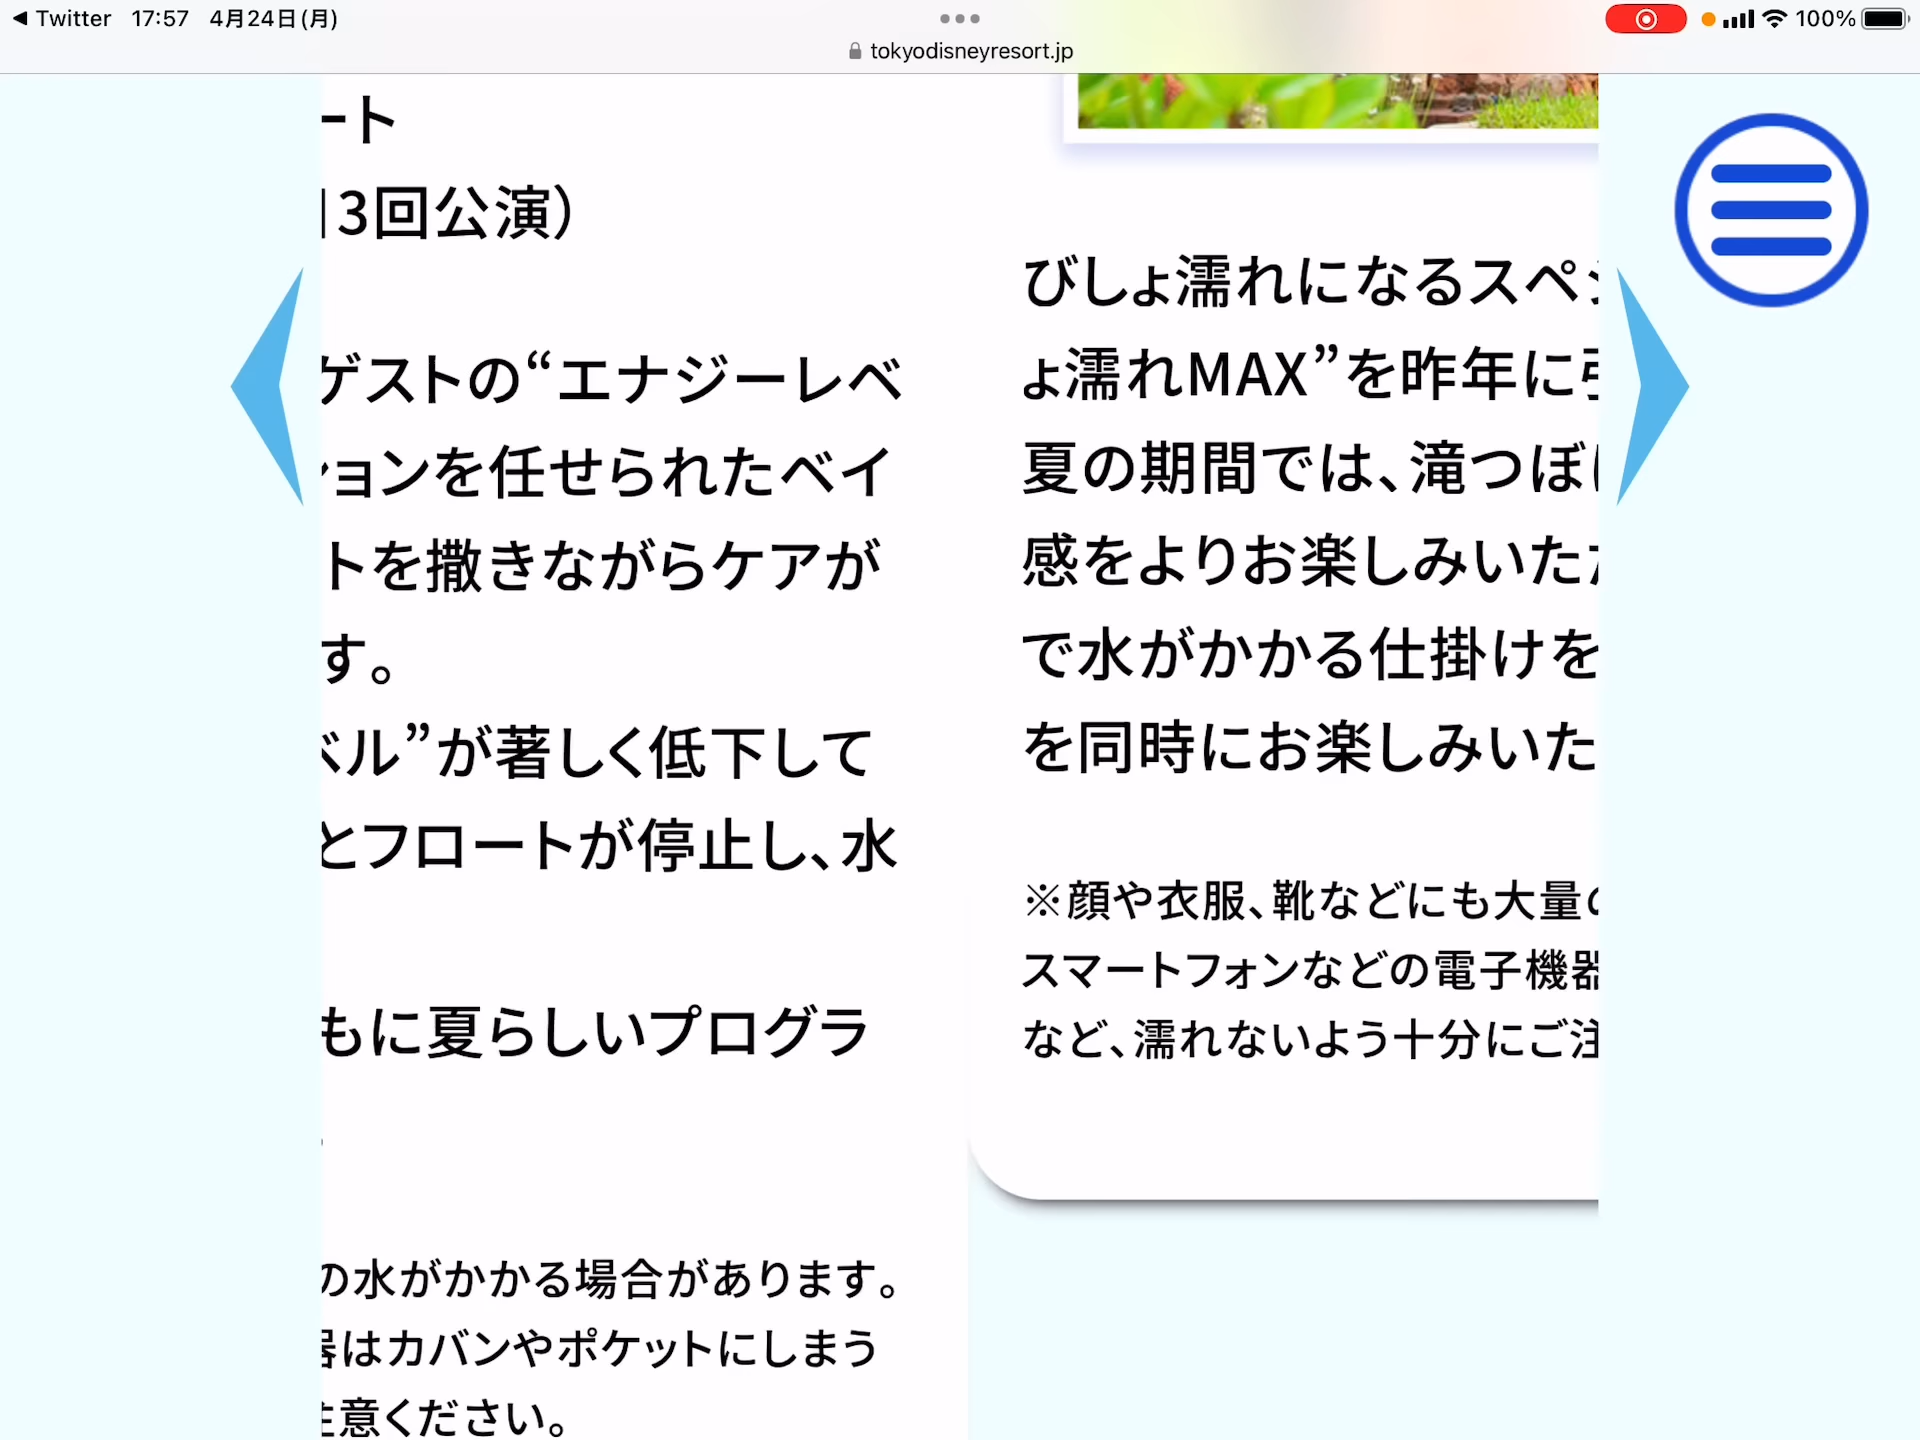 Twitter 17:57 4月24日(月)
100%
tokyodisneyresort.jp
ート
3回公演）
ゲストの“エナジーレベ
ョンを任せられたベイ
トを撒きながらケアが
す。
ベル”が著しく低下して
とフロートが停止し、水
もに夏らしいプログラ
の水がかかる場合があります。
器はカバンやポケットにしまう
意ください。
びしょ濡れになるスペシ
ょ濡れMAX”を昨年に引
夏の期間では、滝つぼ
感をよりお楽しみいただ
で水がかかる仕掛けを
を同時にお楽しみいた
※顔や衣服、靴などにも大量の
スマートフォンなどの電子機器
など、濡れないよう十分にご注